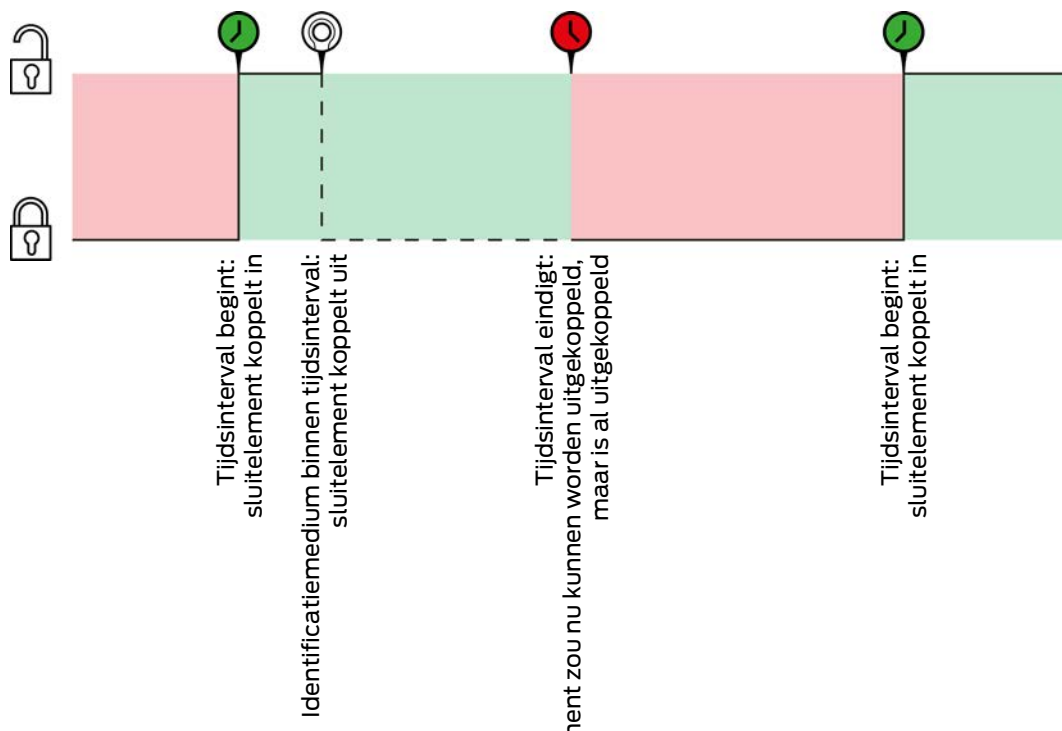 Tijdsinterval begint:
sluitelement koppelt in
Identificatiemedium binnen tijdsinterval:
sluitelement koppelt uit
Tijdsinterval eindigt:
zou nu kunnen worden uitgekoppeld,
maar is al uitgekoppeld
Tijdsinterval begint:
sluitelement koppelt in